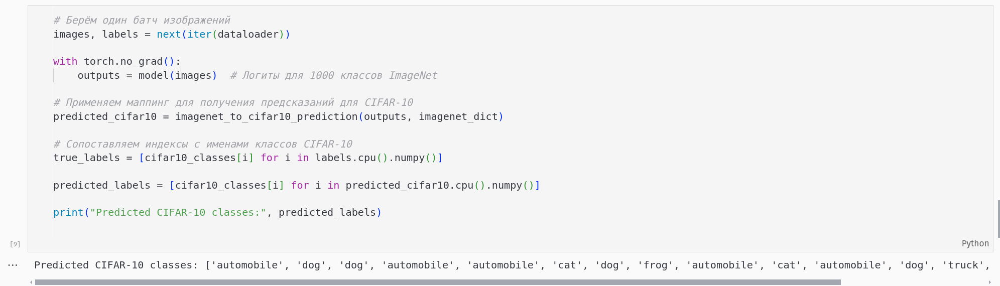 # Берём один батч изображений
images, labels = next(iter(dataloader))
with torch.no_grad():
    outputs = model(images)  # Логиты для 1000 классов ImageNet
# Применяем маппинг для получения предсказаний для CIFAR-10
predicted_cifar10 = imagenet_to_cifar10_prediction(outputs, imagenet_dict)
# Сопоставляем индексы с именами классов CIFAR-10
true_labels = [cifar10_classes[i] for i in labels.cpu().numpy()]
predicted_labels = [cifar10_classes[i] for i in predicted_cifar10.cpu().numpy()]
print("Predicted CIFAR-10 classes:", predicted_labels)
[9]
Python
... Predicted CIFAR-10 classes: ['automobile', 'dog', 'dog', 'automobile', 'automobile', 'cat', 'dog', 'frog', 'automobile', 'cat', 'automobile', 'dog', 'truck',